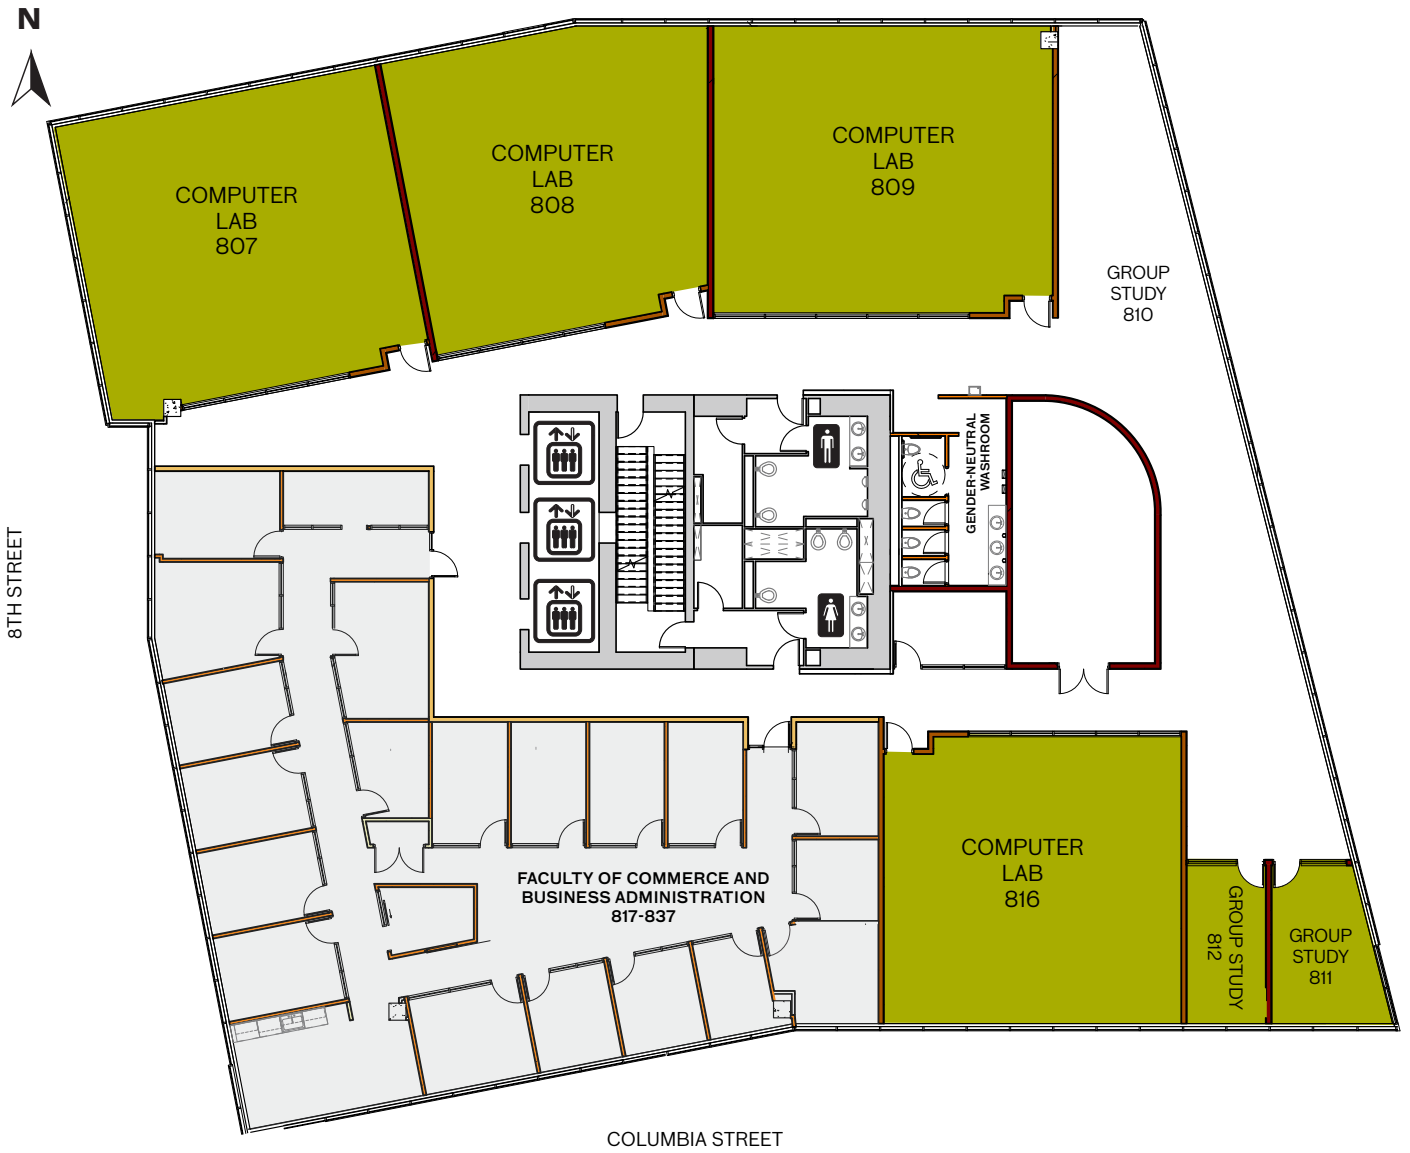 N
COMPUTER
LAB
807
COMPUTER
LAB
808
COMPUTER
LAB
809
GROUP
STUDY
810
GENDER-NEUTRAL
WASHROOM
8TH STREET
FACULTY OF COMMERCE AND
BUSINESS ADMINISTRATION
817-837
COMPUTER
LAB
816
GROUP STUDY
812
GROUP
STUDY
811
COLUMBIA STREET